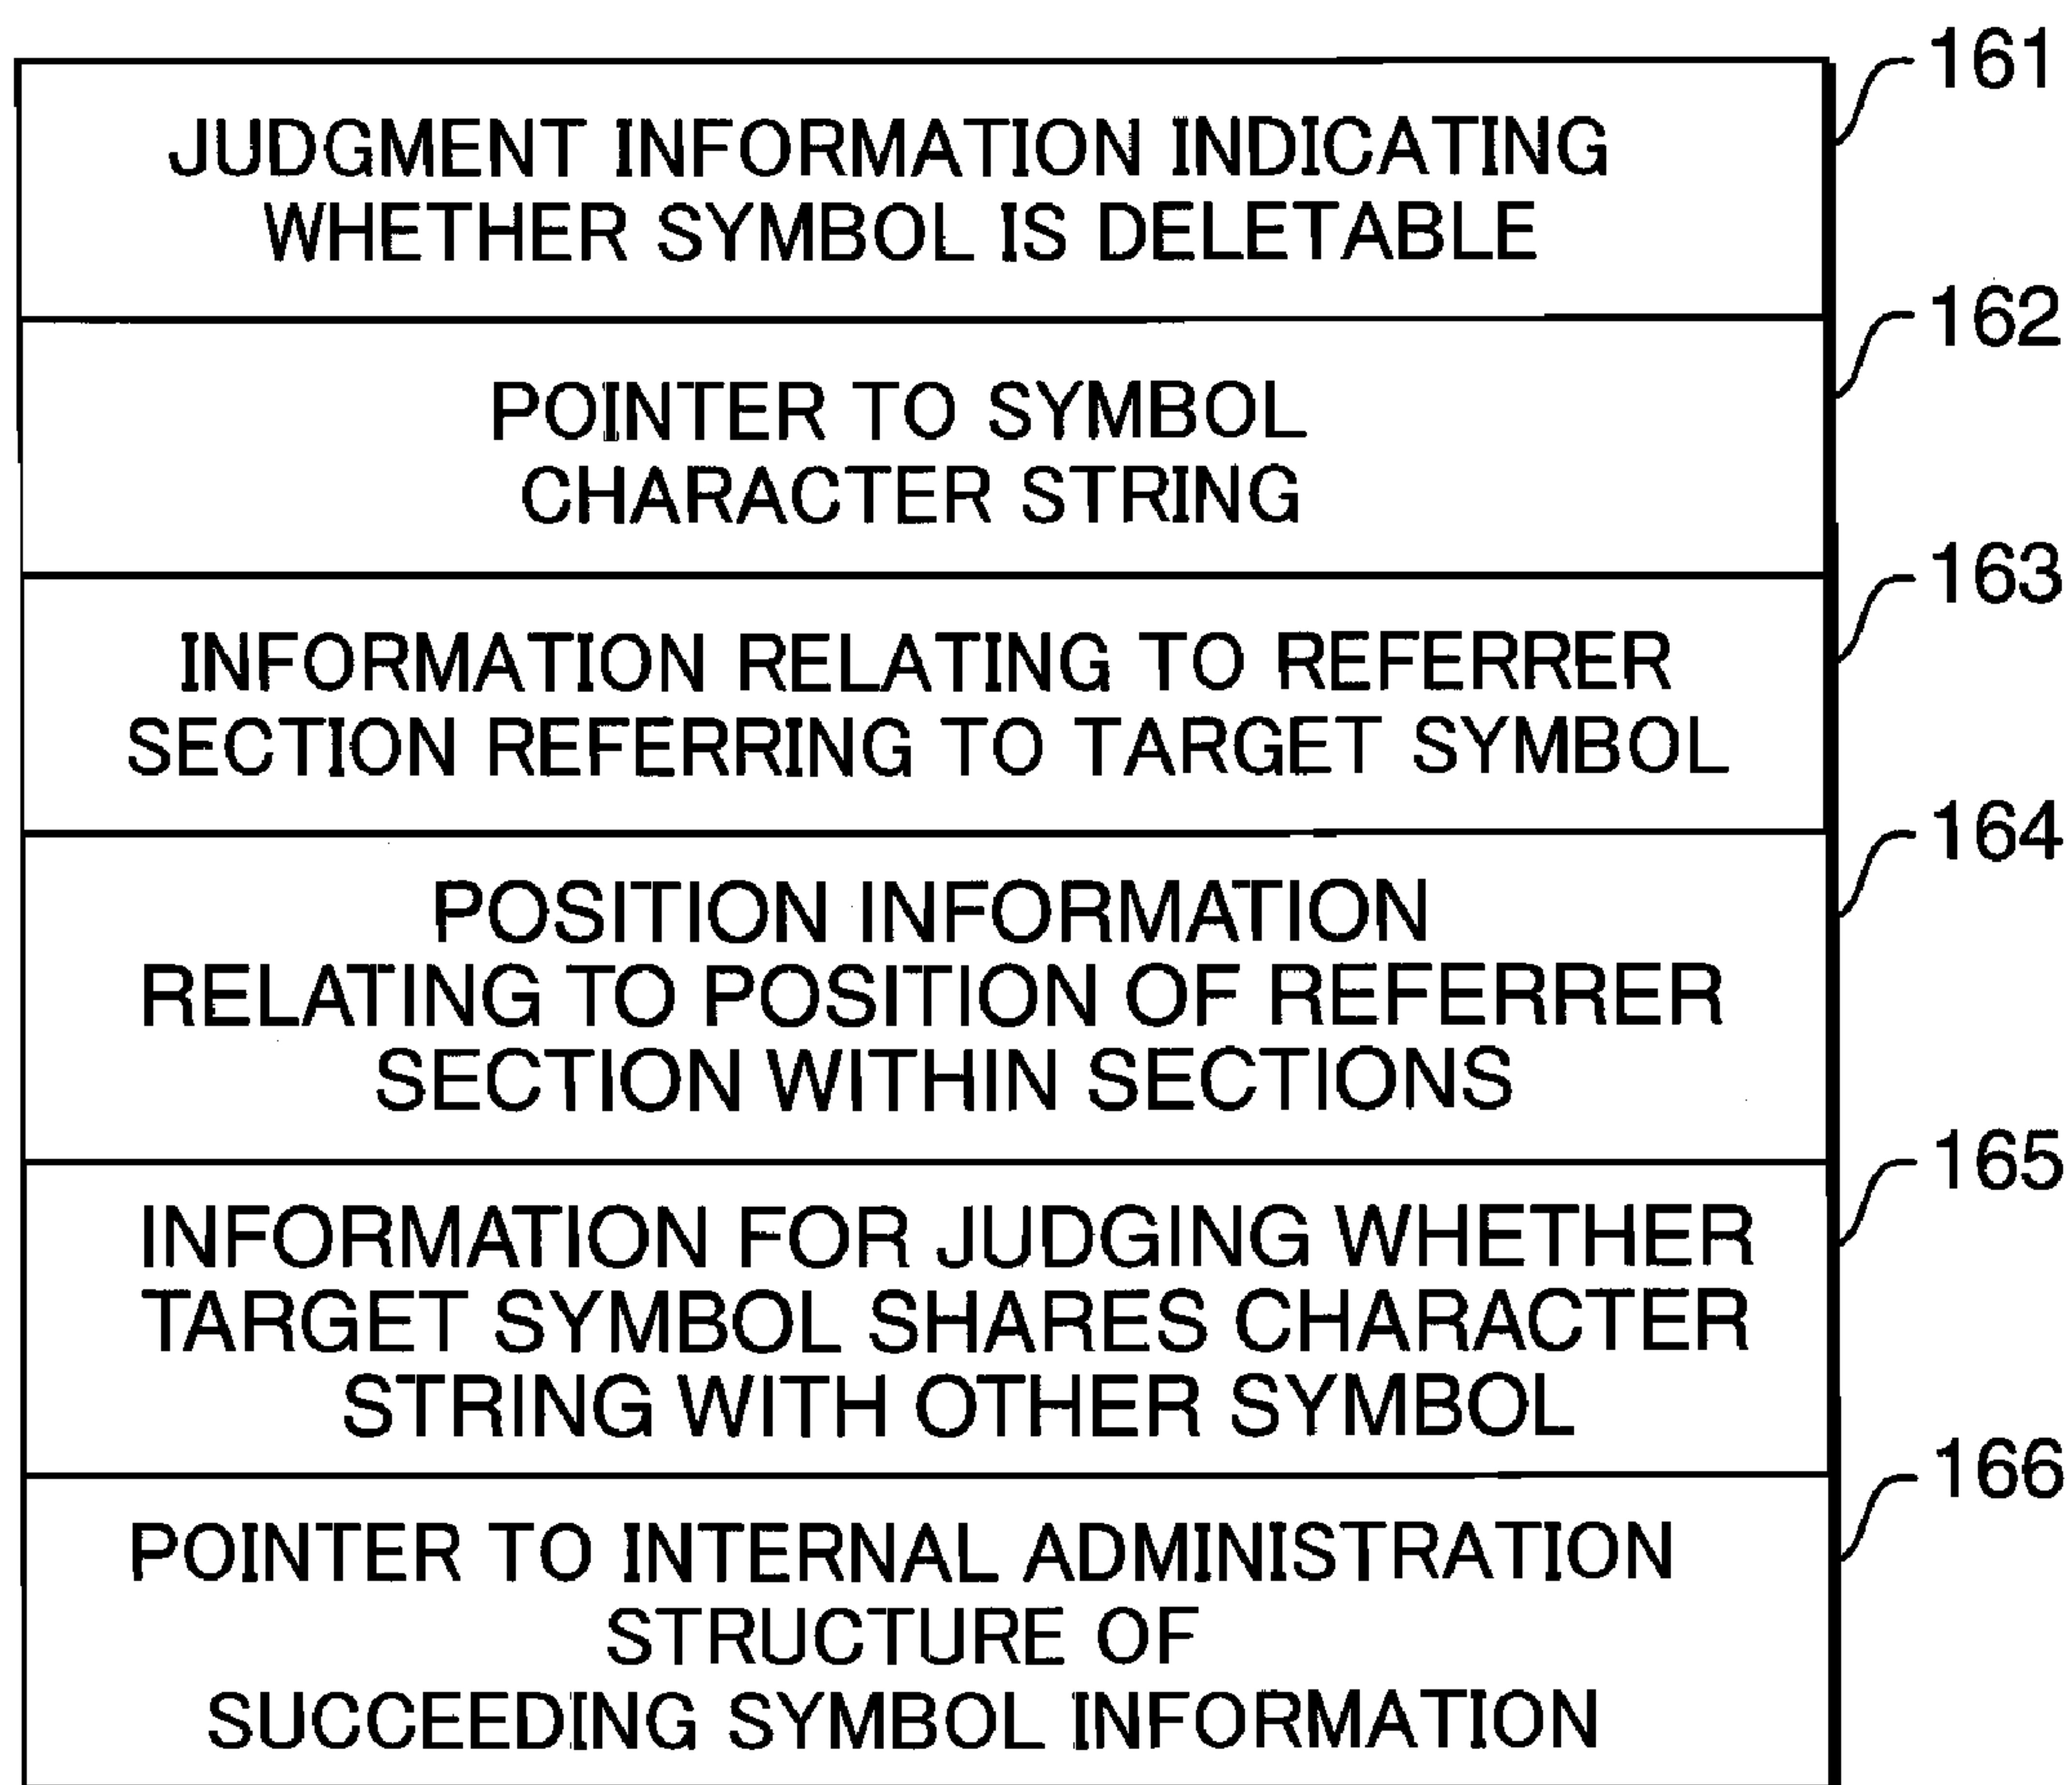 161
JUDGMENT INFORMATION INDICATING
WHETHER SYMBOL IS DELETABLE
162
POINTER TO SYMBOL
CHARACTER STRING
163
INFORMATION RELATING TO REFERRER
SECTION REFERRING TO TARGET SYMBOL
164
POSITION INFORMATION
RELATING TO POSITION OF REFERRER
SECTION WITHIN SECTIONS
165
INFORMATION FOR JUDGING WHETHER
TARGET SYMBOL SHARES CHARACTER
STRING WITH OTHER SYMBOL
166
POINTER TO INTERNAL ADMINISTRATION
STRUCTURE OF
SUCCEEDING SYMBOL INFORMATION